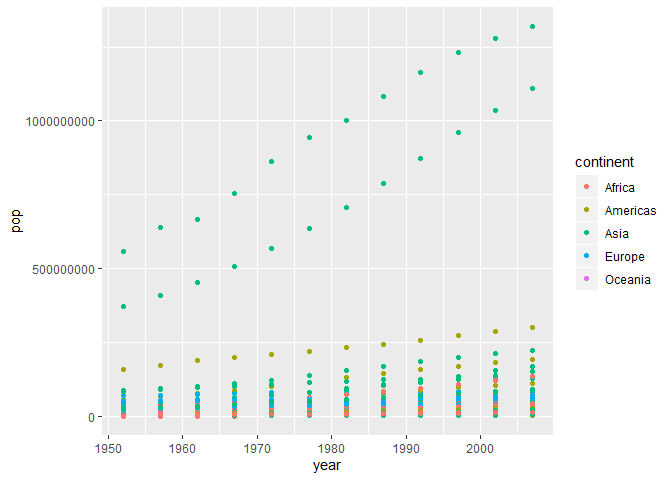 1000000000
500000000
0
pop
1950
1960
1970
1980
1990
2000
year
continent
Africa
Americas
Asia
Europe
Oceania